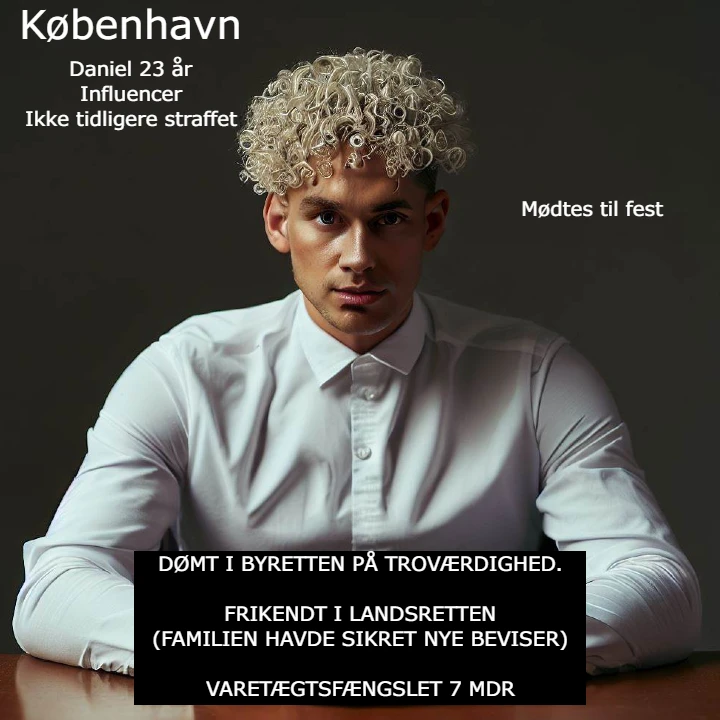 København
Daniel 23 år
Influencer
Ikke tidligere straffet
Mødtes til fest
DØMT I BYRETTEN PÅ TROVÆRDIGHED.
FRIKENDT I LANDSRETTEN
(FAMILIEN HAVDE SIKRET NYE BEVISER)
VARETÆGTSFÆNGSLET 7 MDR